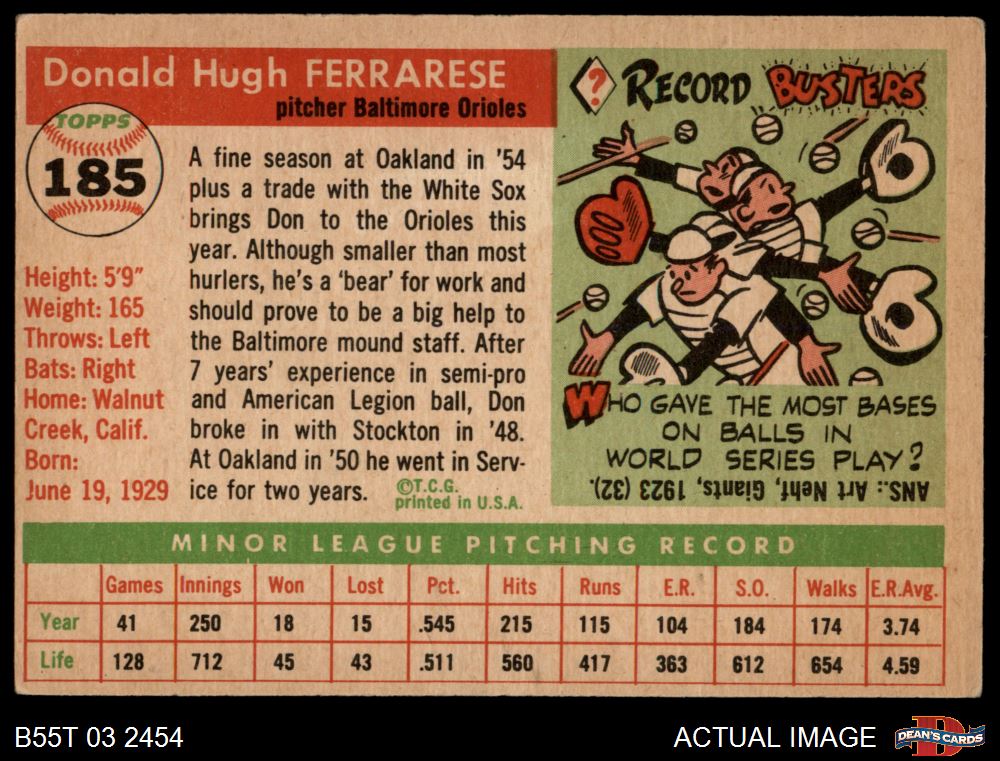 Donald Hugh FERRARESE
pitcher Baltimore Orioles
TOPPS
185
Height: 5'9"
Weight: 165
Throws: Left
Bats: Right
Home: Walnut
Creek, Calif.
Born:
June 19, 1929
A fine season at Oakland in '54
plus a trade with the White Sox
brings Don to the Orioles this
year. Although smaller than most
hurlers, he's a 'bear' for work and
should prove to be a big help to
the Baltimore mound staff. After
7 years' experience in semi-pro
and American Legion ball, Don
broke in with Stockton in '48.
At Oakland in '50 he went in Serv-
ice for two years.
©T.C.G.
printed in U.S.A.
? RECORD BUSTERS
WHO GAVE THE MOST BASES
ON BALLS IN
WORLD SERIES PLAY?
ANS.: Art Nehf, Giants, 1923 (32).
MINOR LEAGUE PITCHING RECORD
Games Innings Won Lost Pct. Hits Runs E.R. S.O. Walks E.R.Avg.
Year 41 250 18 15 .545 215 115 104 184 174 3.74
Life 128 712 45 43 .511 560 417 363 612 654 4.59
B55T 03 2454
ACTUAL IMAGE
D
DEAN'S CARDS